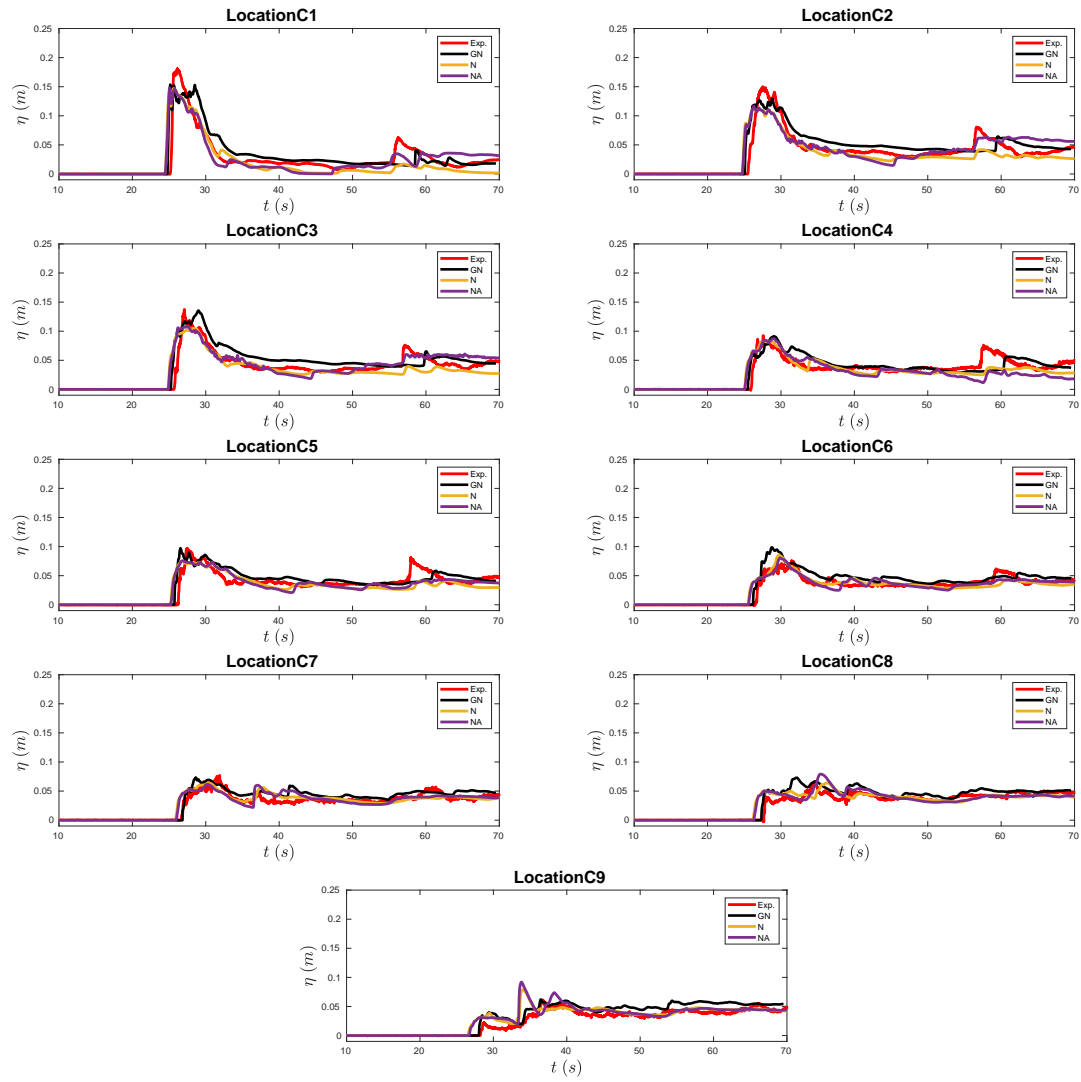 LocationC1
0.25
0.2
0.15
0.1
0.05
0
η (m)
10 20 30 40 50 60 70
t (s)
Exp.
GN
N
NA
LocationC2
0.25
0.2
0.15
0.1
0.05
0
η (m)
10 20 30 40 50 60 70
t (s)
Exp.
GN
N
NA
LocationC3
0.25
0.2
0.15
0.1
0.05
0
η (m)
10 20 30 40 50 60 70
t (s)
Exp.
GN
N
NA
LocationC4
0.25
0.2
0.15
0.1
0.05
0
η (m)
10 20 30 40 50 60 70
t (s)
Exp.
GN
N
NA
LocationC5
0.25
0.2
0.15
0.1
0.05
0
η (m)
10 20 30 40 50 60 70
t (s)
Exp.
GN
N
NA
LocationC6
0.25
0.2
0.15
0.1
0.05
0
η (m)
10 20 30 40 50 60 70
t (s)
Exp.
GN
N
NA
LocationC7
0.25
0.2
0.15
0.1
0.05
0
η (m)
10 20 30 40 50 60 70
t (s)
Exp.
GN
N
NA
LocationC8
0.25
0.2
0.15
0.1
0.05
0
η (m)
10 20 30 40 50 60 70
t (s)
Exp.
GN
N
NA
LocationC9
0.25
0.2
0.15
0.1
0.05
0
η (m)
10 20 30 40 50 60 70
t (s)
Exp.
GN
N
NA